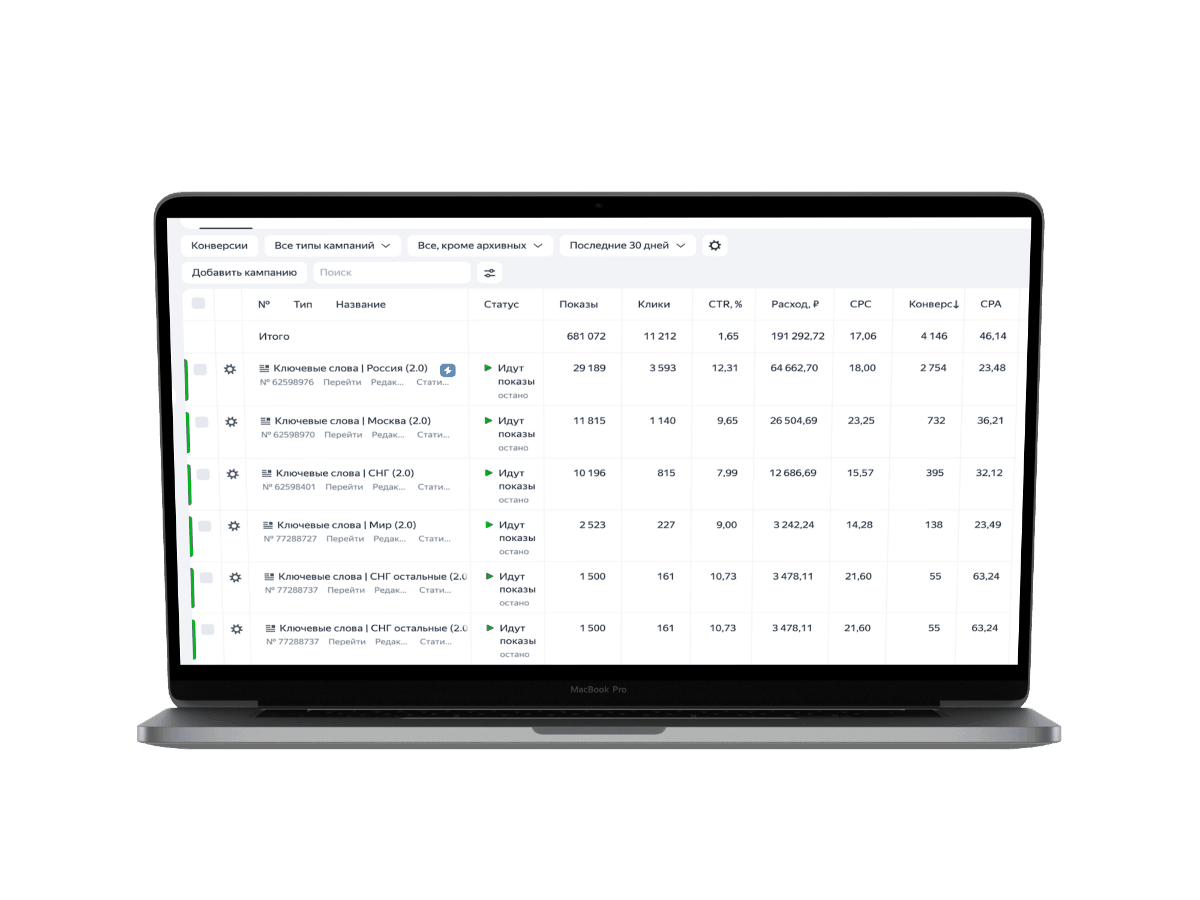 Конверсии Все типы кампаний Все, кроме архивных Последние 30 дней
Добавить кампанию Поиск
№ Тип Название Статус Показы Клики CTR, % Расход, ₽ CPC Конверс↓ CPA
Итого 681 072 11 212 1,65 191 292,72 17,06 4 146 46,14
Ключевые слова | Россия (2.0) Идут 29 189 3 593 12,31 64 662,70 18,00 2 754 23,48
№ 62598976 Перейти Редак... Стати... показы
остано
Ключевые слова | Москва (2.0) Идут 11 815 1 140 9,65 26 504,69 23,25 732 36,21
№ 62598970 Перейти Редак... Стати... показы
остано
Ключевые слова | СНГ (2.0) Идут 10 196 815 7,99 12 686,69 15,57 395 32,12
№ 62598401 Перейти Редак... Стати... показы
остано
Ключевые слова | Мир (2.0) Идут 2 523 227 9,00 3 242,24 14,28 138 23,49
№ 77288727 Перейти Редак... Стати... показы
остано
Ключевые слова | СНГ остальные (2.0 Идут 1 500 161 10,73 3 478,11 21,60 55 63,24
№ 77288737 Перейти Редак... Стати... показы
остано
Ключевые слова | СНГ остальные (2.0 Идут 1 500 161 10,73 3 478,11 21,60 55 63,24
№ 77288737 Перейти Редак... Стати... показы
остано
MacBook Pro